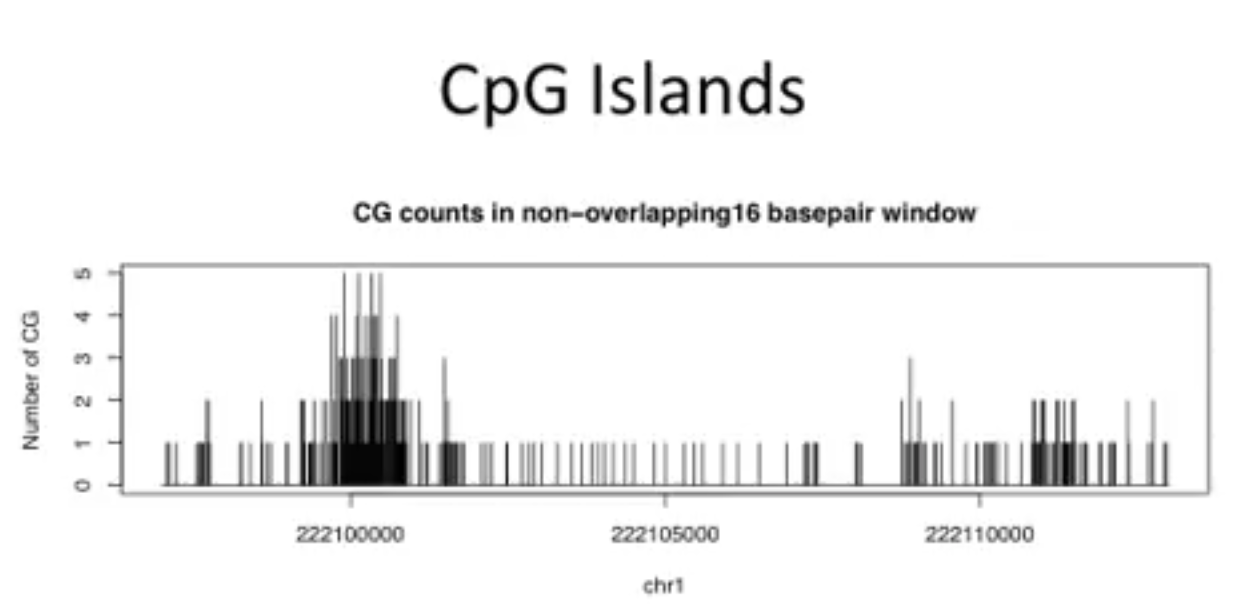 CpG Islands
CG counts in non-overlapping16 basepair window
Number of CG
5
4
3
2
1
0
222100000 222105000 222110000
chr1